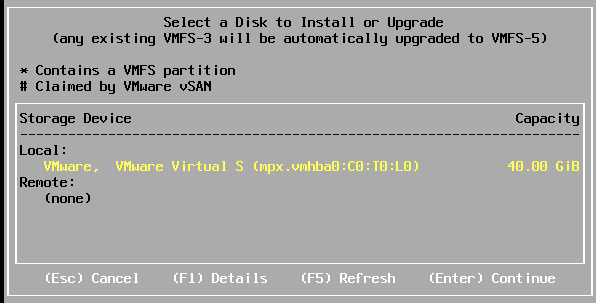 Select a Disk to Install or Upgrade
(any existing VMFS-3 will be automatically upgraded to VMFS-5)
* Contains a VMFS partition
# Claimed by VMware vSAN
Storage Device Capacity
--------------------------------------------------------------------
Local:
VMware,  VMware Virtual S (mpx.vmhba0:C0:T0:L0) 40.00 GiB
Remote:
(none)
(Esc) Cancel (F1) Details (F5) Refresh (Enter) Continue